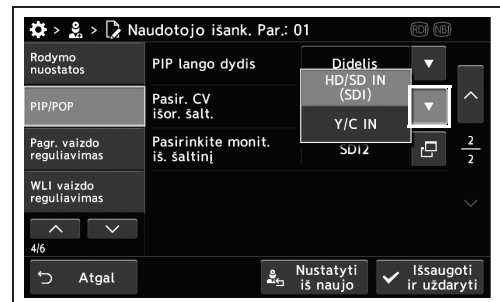 > > Naudotojo išank. Par.: 01 RDI NBI
Rodymo
nuostatos
PIP lango dydis Didelis
HD/SD IN
(SDI)
PIP/POP
Pasir. CV
išor. šalt.
Y/C IN
Pagr. vaizdo
reguliavimas
Pasirinkite monit.
iš. šaltinį
SDI2
2
2
WLI vaizdo
reguliavimas
4/6
Atgal
Nustatyti
iš naujo
Išsaugoti
ir uždaryti